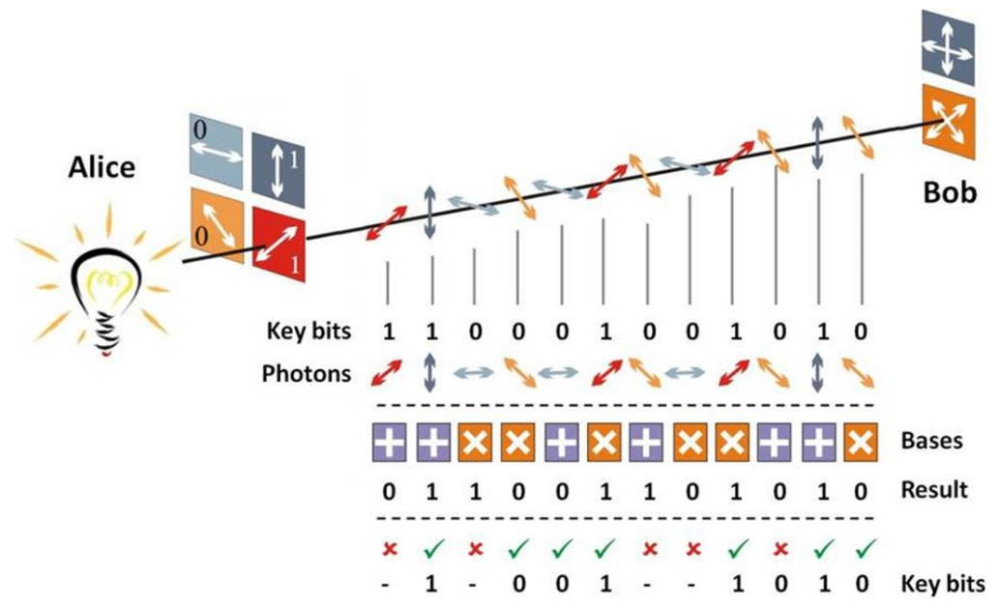 0
1
Alice
0
1
Bob
Key bits 1 1 0 0 0 1 0 0 1 0 1 0
Photons
Bases
0 1 1 0 0 1 1 0 1 0 1 0 Result
- 1 - 0 0 1 - - 1 0 1 0 Key bits